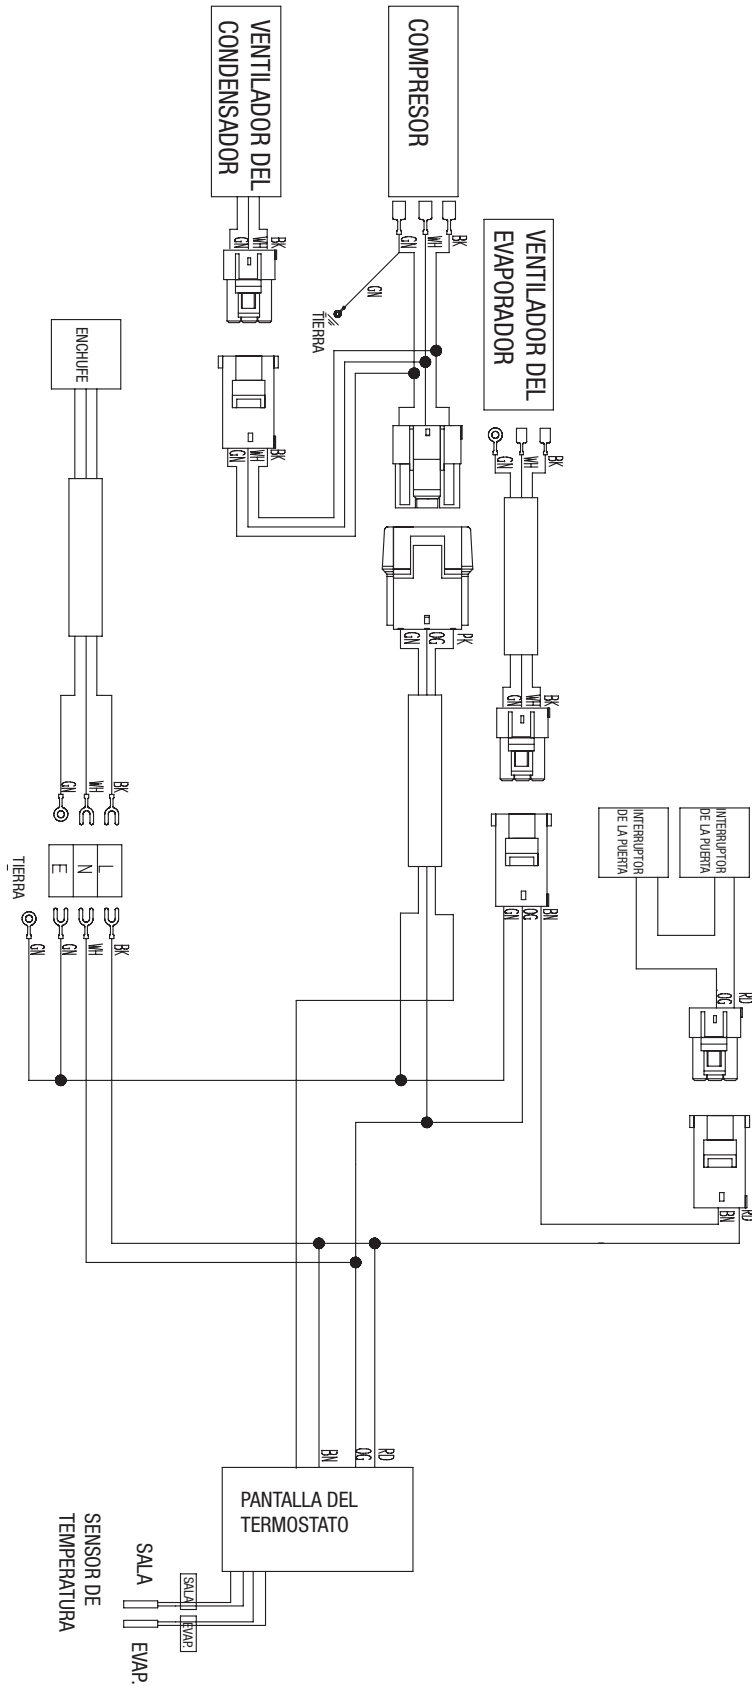 VENTILADOR DEL
CONDENSADOR
COMPRESOR
VENTILADOR DEL
EVAPORADOR
BK
WH
GN
BK
WH
GN
GN
TIERRA
ENCHUFE
BK
WH
GN
BK
WH
GN
PK
OG
GN
BK
WH
GN
BK
WH
GN
INTERRUPTOR
DE LA PUERTA
INTERRUPTOR
DE LA PUERTA
L
N
E
TIERRA
BK
WH
GN
GN
BN
OG
GN
RD
OG
RD
BN
BN
OG
RD
PANTALLA DEL
TERMOSTATO
SALA
EVAP.
SALA
EVAP.
SENSOR DE
TEMPERATURA